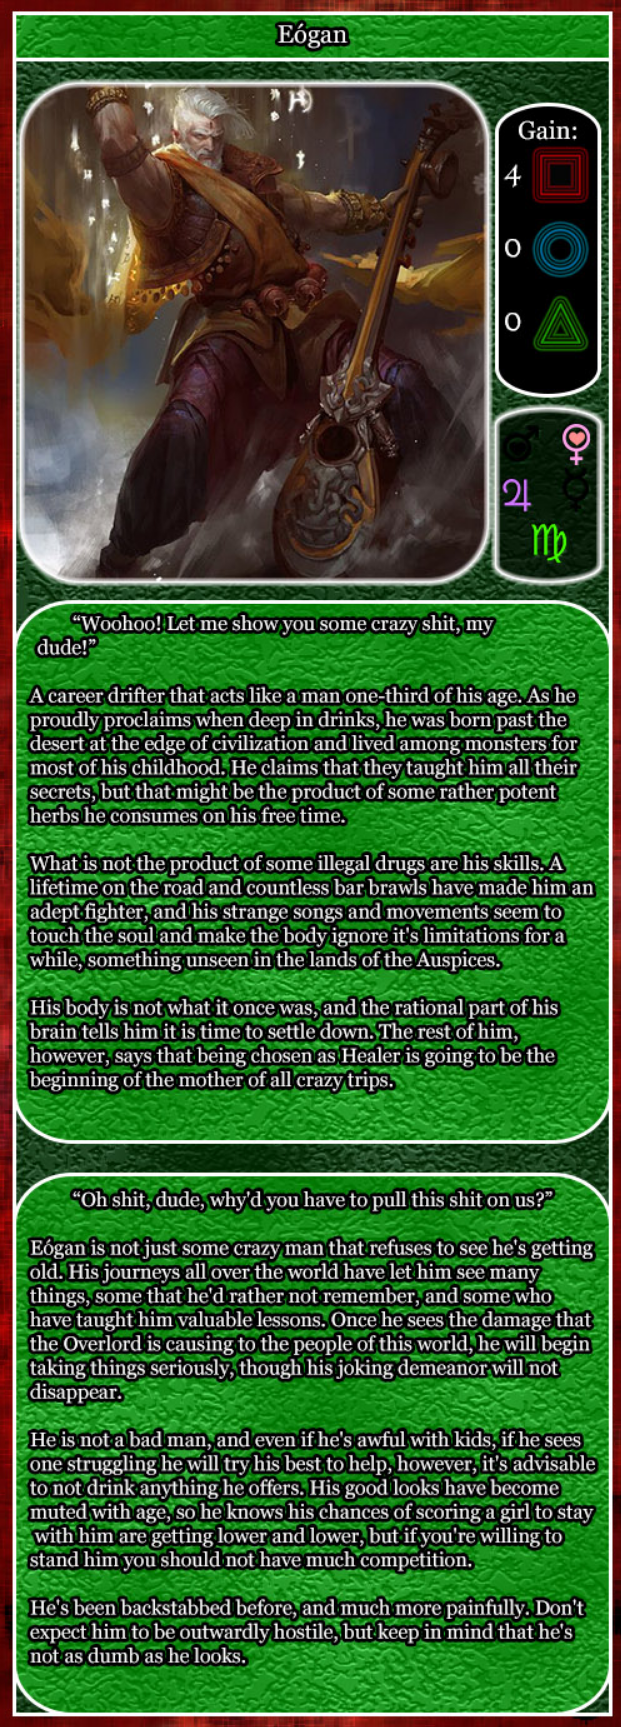 Eógan
Gain:
4
0
0
“Woohoo! Let me show you some crazy shit, my
dude!”
A career drifter that acts like a man one-third of his age. As he
proudly proclaims when deep in drinks, he was born past the
desert at the edge of civilization and lived among monsters for
most of his childhood. He claims that they taught him all their
secrets, but that might be the product of some rather potent
herbs he consumes on his free time.
What is not the product of some illegal drugs are his skills. A
lifetime on the road and countless bar brawls have made him an
adept fighter, and his strange songs and movements seem to
touch the soul and make the body ignore it's limitations for a
while, something unseen in the lands of the Auspices.
His body is not what it once was, and the rational part of his
brain tells him it is time to settle down. The rest of him,
however, says that being chosen as Healer is going to be the
beginning of the mother of all crazy trips.
“Oh shit, dude, why'd you have to pull this shit on us?”
Eógan is not just some crazy man that refuses to see he's getting
old. His journeys all over the world have let him see many
things, some that he'd rather not remember, and some who
have taught him valuable lessons. Once he sees the damage that
the Overlord is causing to the people of this world, he will begin
taking things seriously, though his joking demeanor will not
disappear.
He is not a bad man, and even if he's awful with kids, if he sees
one struggling he will try his best to help, however, it's advisable
to not drink anything he offers. His good looks have become
muted with age, so he knows his chances of scoring a girl to stay
with him are getting lower and lower, but if you're willing to
stand him you should not have much competition.
He's been backstabbed before, and much more painfully. Don't
expect him to be outwardly hostile, but keep in mind that he's
not as dumb as he looks.